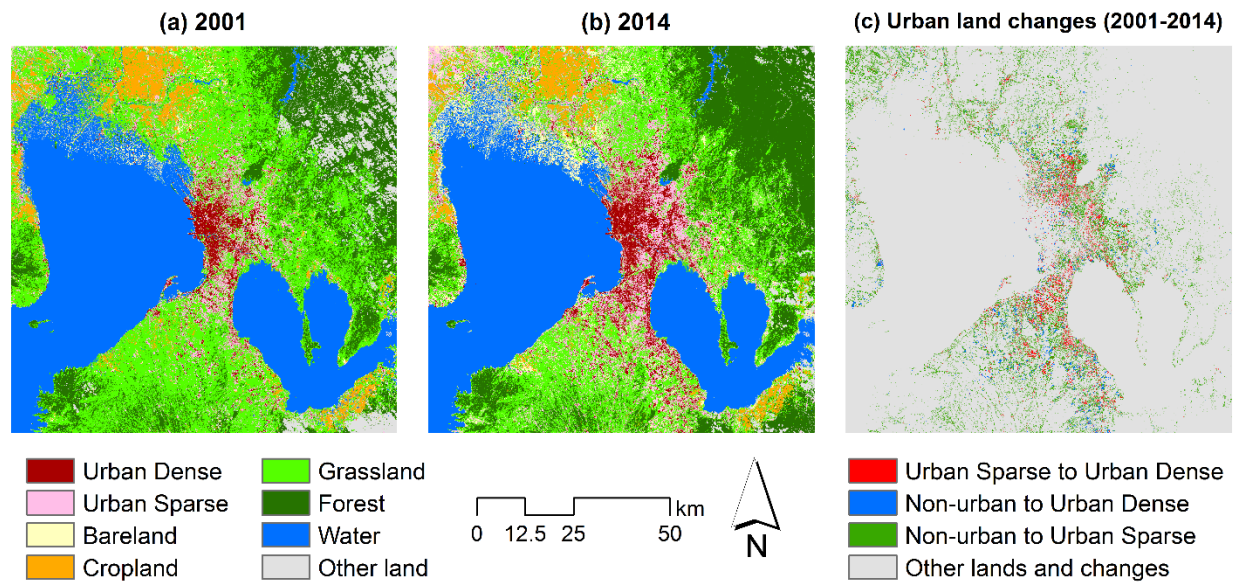 (a) 2001
(b) 2014
(c) Urban land changes (2001-2014)
Urban Dense
Urban Sparse
Bareland
Cropland
Grassland
Forest
Water
Other land
km
0 12.5 25 50
N
Urban Sparse to Urban Dense
Non-urban to Urban Dense
Non-urban to Urban Sparse
Other lands and changes